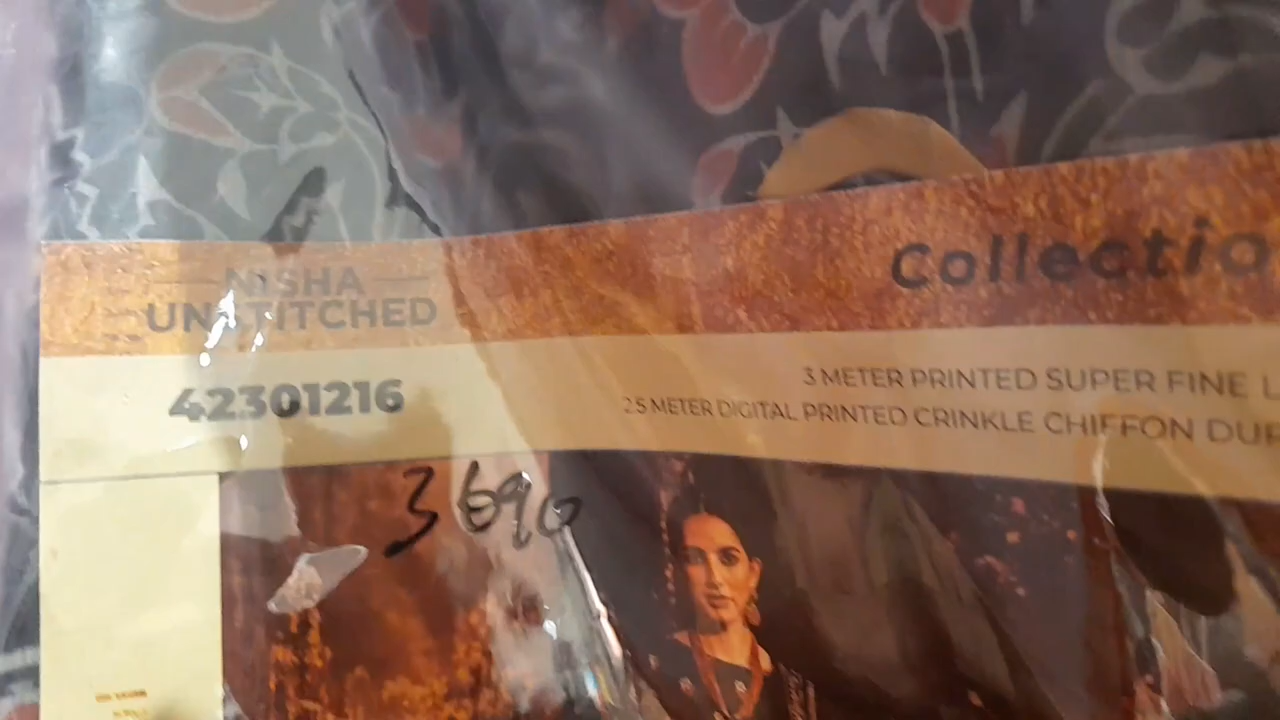 NISHA
UNSTITCHED
Collectio
42301216
3 METER PRINTED SUPER FINE L
2.5 METER DIGITAL PRINTED CRINKLE CHIFFON DUP
3690